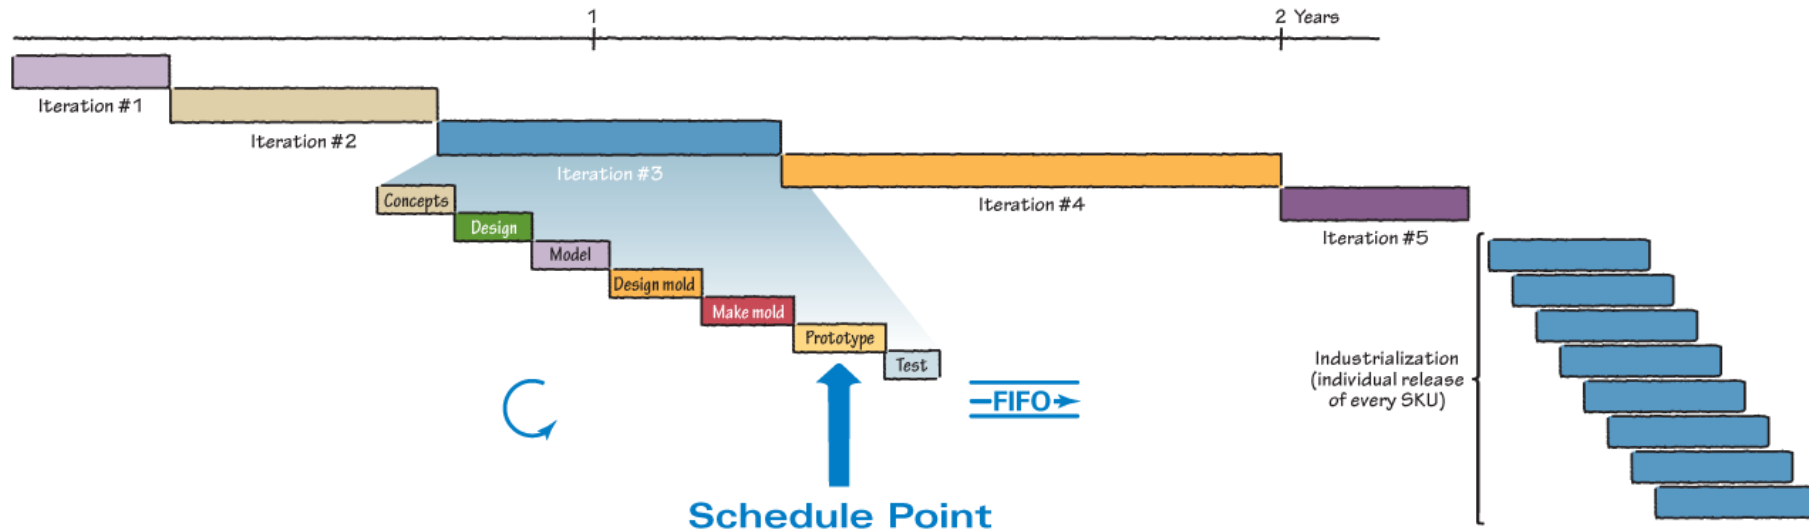 1
2 Years
Iteration #1
Iteration #2
Iteration #3
Iteration #4
Iteration #5
Concepts
Design
Model
Design mold
Make mold
Prototype
Test
FIFO
Schedule Point
Industrialization
(individual release
of every SKU)